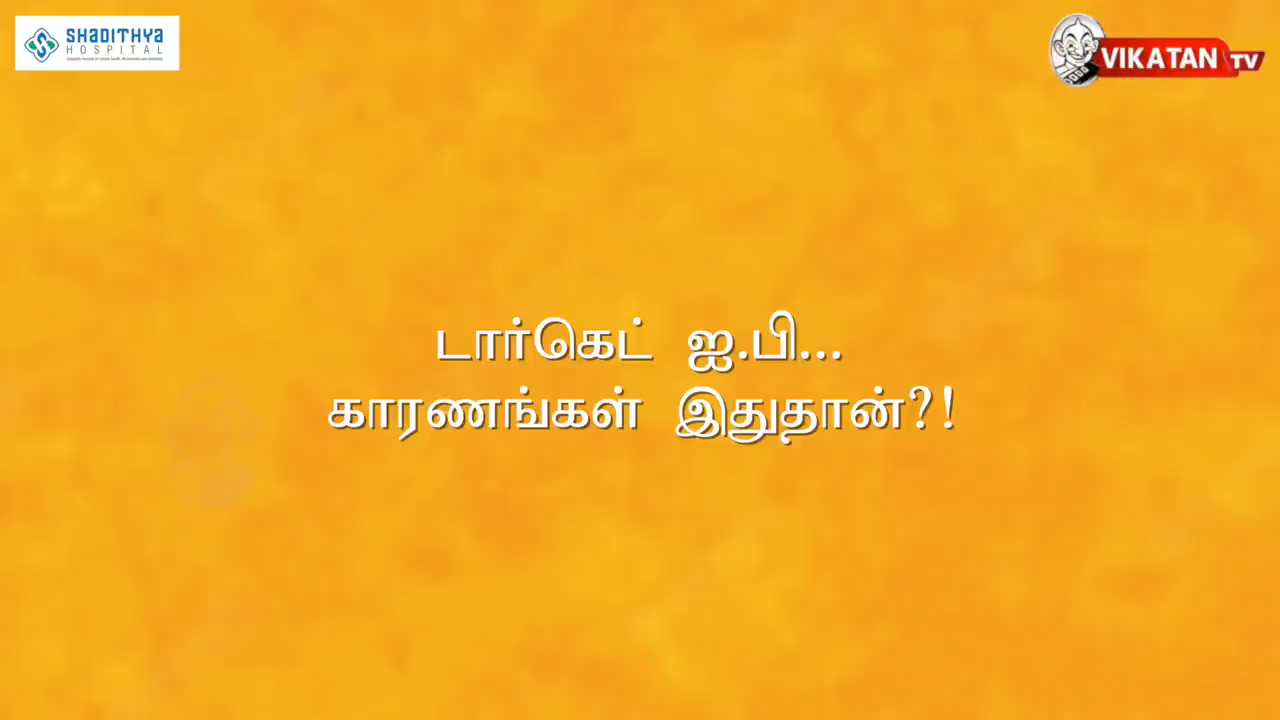 SHADITHYA
HOSPITAL
VIKATAN TV
டார்கெட் ஐ.பி...
காரணங்கள் இதுதான்?!